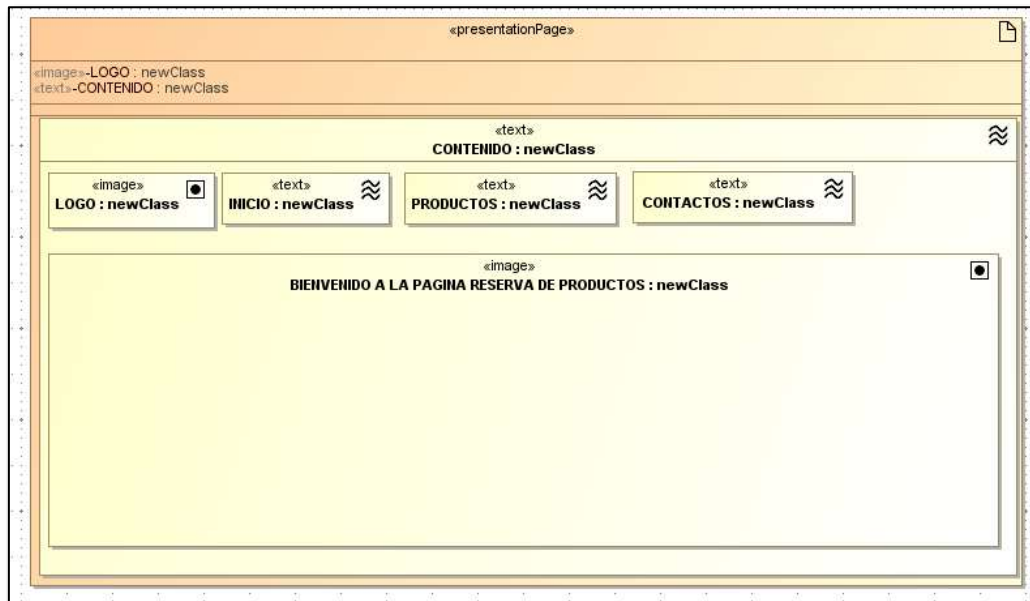 «presentationPage»
«image»-LOGO : newClass
«text»-CONTENIDO : newClass
«text»
CONTENIDO : newClass
«image»
LOGO : newClass
«text»
INICIO : newClass
«text»
PRODUCTOS : newClass
«text»
CONTACTOS : newClass
«image»
BIENVENIDO A LA PAGINA RESERVA DE PRODUCTOS : newClass